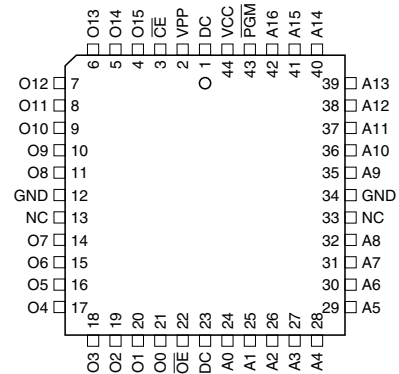 O13 O14 O15 CE VPP DC VCC PGM A16 A15 A14
6 5 4 3 2 1 44 43 42 41 40
O12 7 39 A13
O11 8 38 A12
O10 9 37 A11
O9 10 36 A10
O8 11 35 A9
GND 12 34 GND
NC 13 33 NC
O7 14 32 A8
O6 15 31 A7
O5 16 30 A6
O4 17 29 A5
18 19 20 21 22 23 24 25 26 27 28
O3 O2 O1 O0 OE DC A0 A1 A2 A3 A4